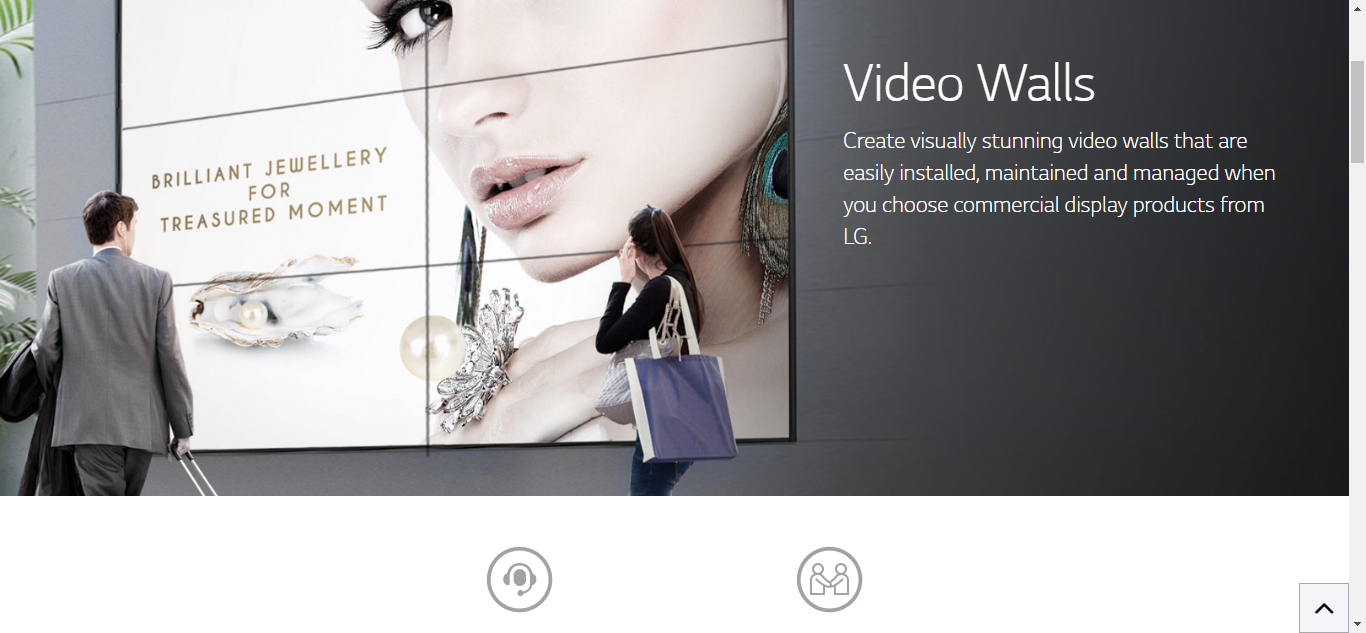 BRILLIANT JEWELLERY
FOR
TREASURED MOMENT
Video Walls
Create visually stunning video walls that are
easily installed, maintained and managed when
you choose commercial display products from
LG.